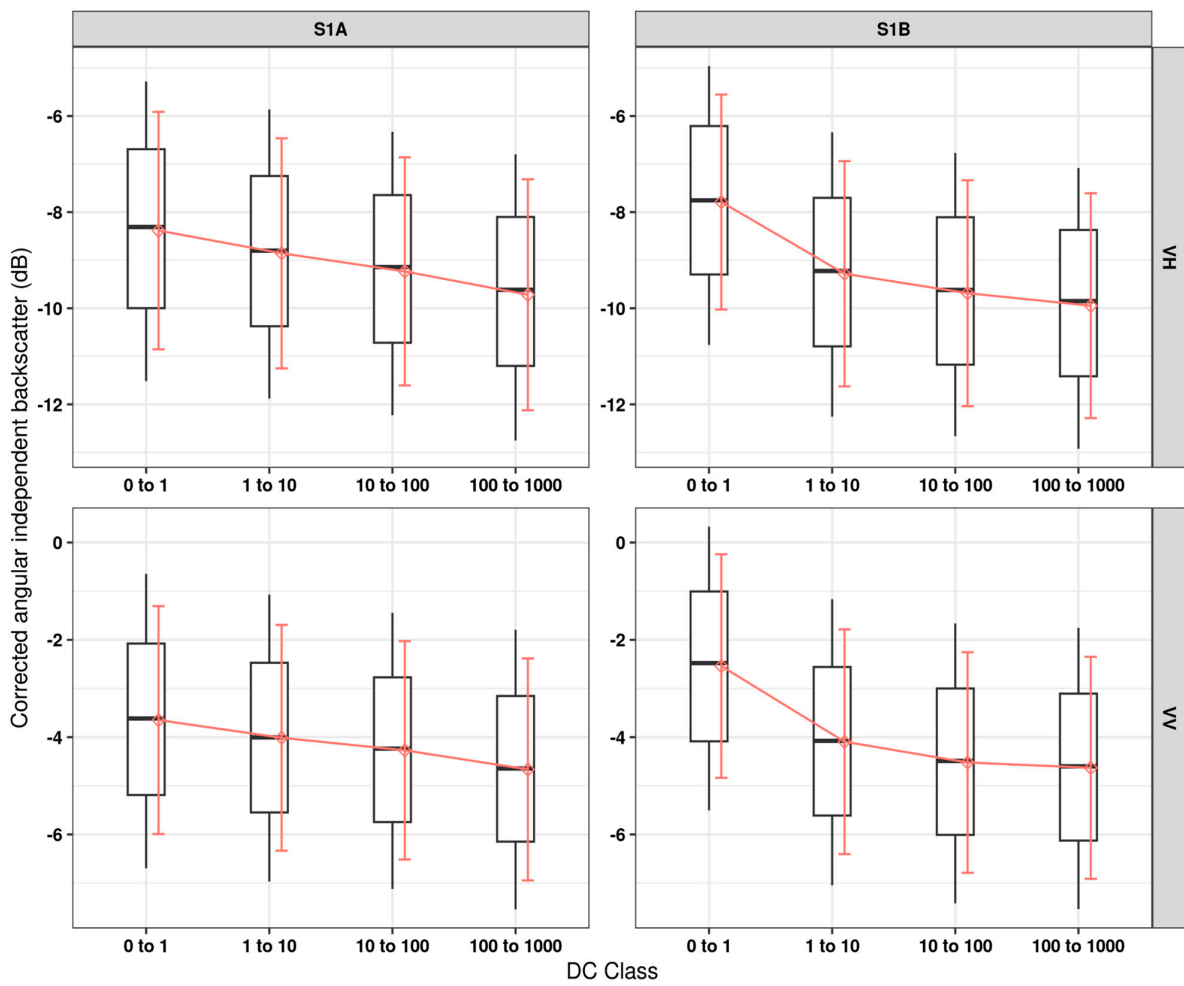 S1A
S1B
Corrected angular independent backscatter (dB)
-6
-8
-10
-12
0 to 1
1 to 10
10 to 100
100 to 1000
-6
-8
-10
-12
0 to 1
1 to 10
10 to 100
100 to 1000
VH
0
-2
-4
-6
0 to 1
1 to 10
10 to 100
100 to 1000
0
-2
-4
-6
0 to 1
1 to 10
10 to 100
100 to 1000
VV
DC Class